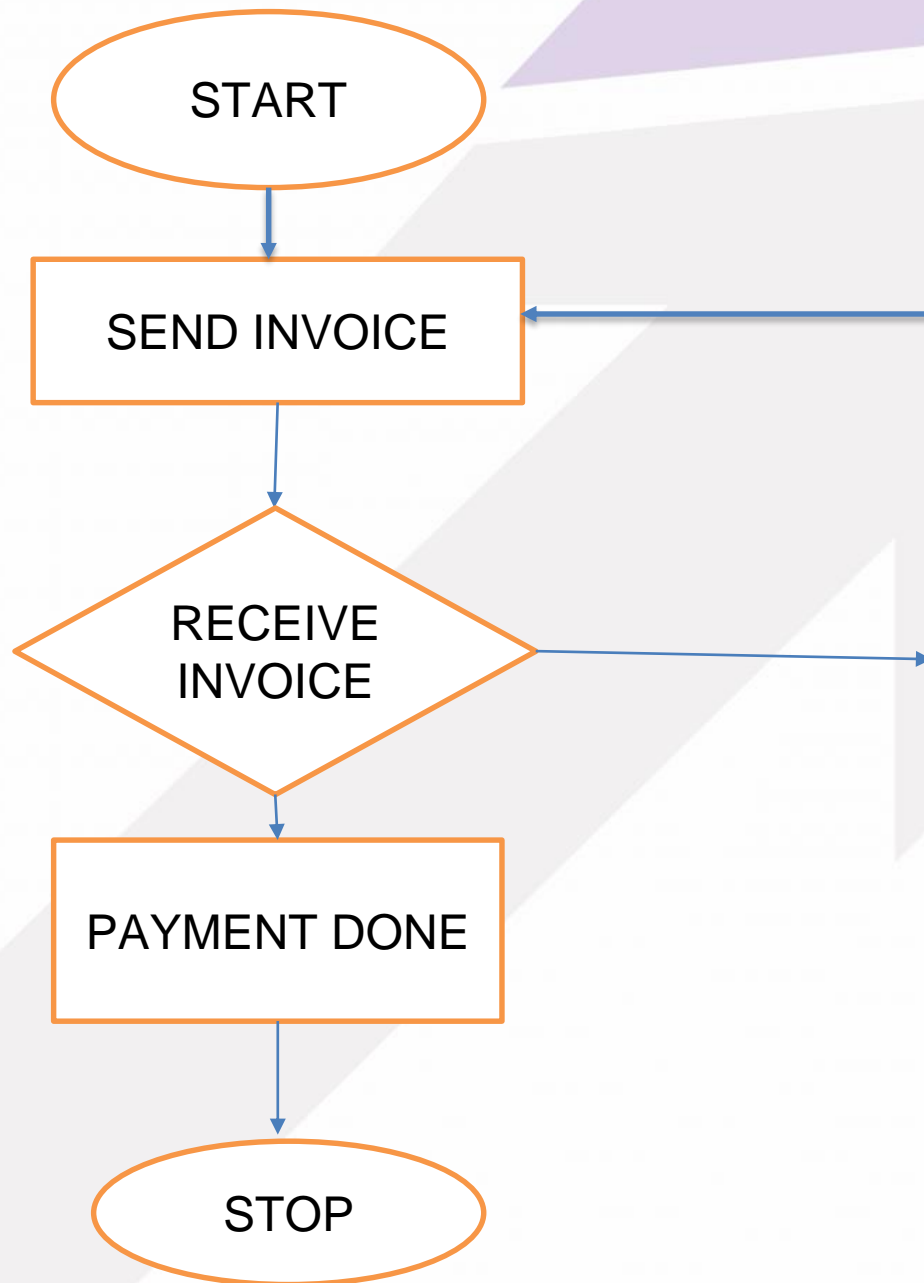 START
SEND INVOICE
RECEIVE
INVOICE
PAYMENT DONE
STOP